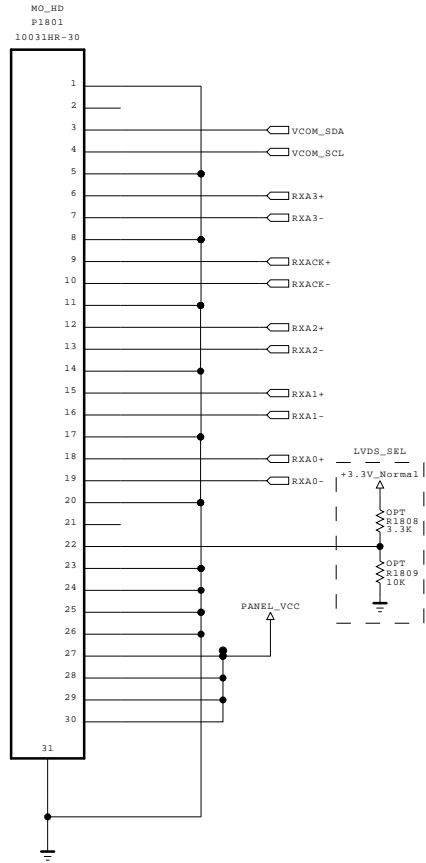 MO_HD
P1801
10031HR-30
1
2
3
VCOM_SDA
4
VCOM_SCL
5
6
RXA3+
7
RXA3-
8
9
RXACK+
10
RXACK-
11
12
RXA2+
13
RXA2-
14
15
RXA1+
16
RXA1-
17
18
RXA0+
19
RXA0-
20
21
22
23
24
25
26
27
28
29
30
31
LVDS_SEL
+3.3V_Normal
OPT
R1808
3.3K
OPT
R1809
10K
PANEL_VCC